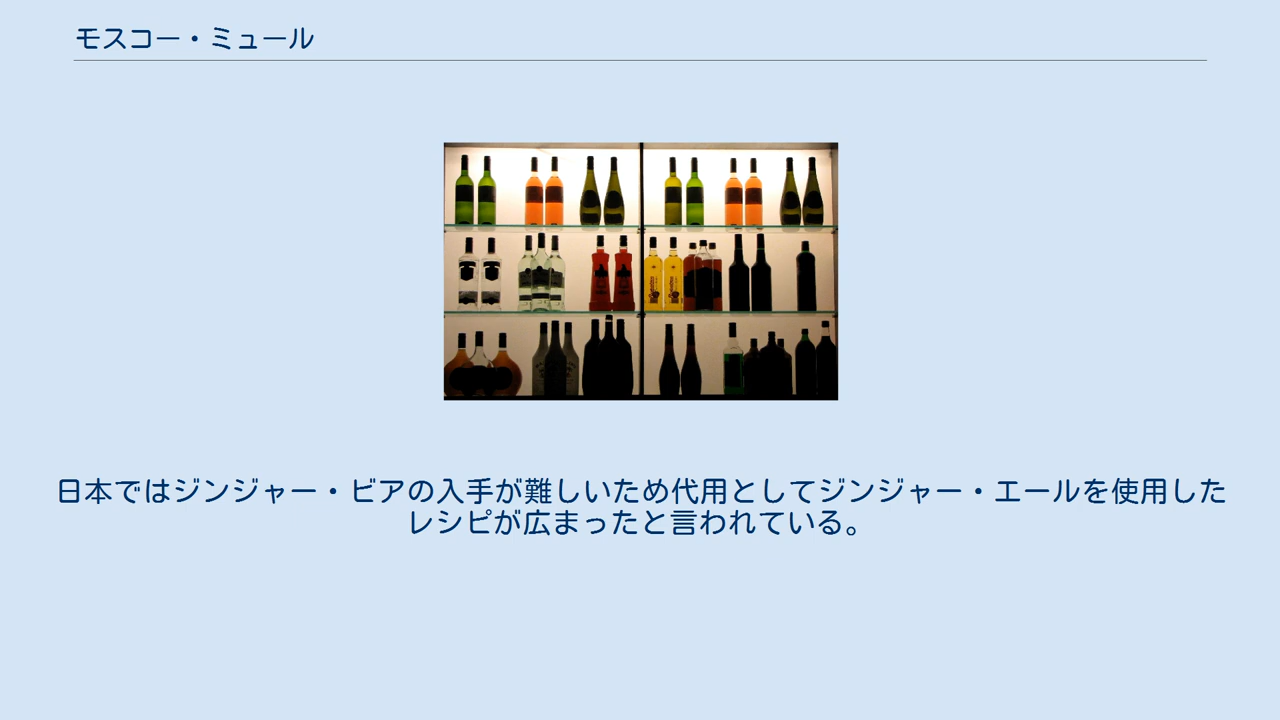 モスコー・ミュール
日本ではジンジャー・ビアの入手が難しいため代用としてジンジャー・エールを使用した
レシピが広まったと言われている。